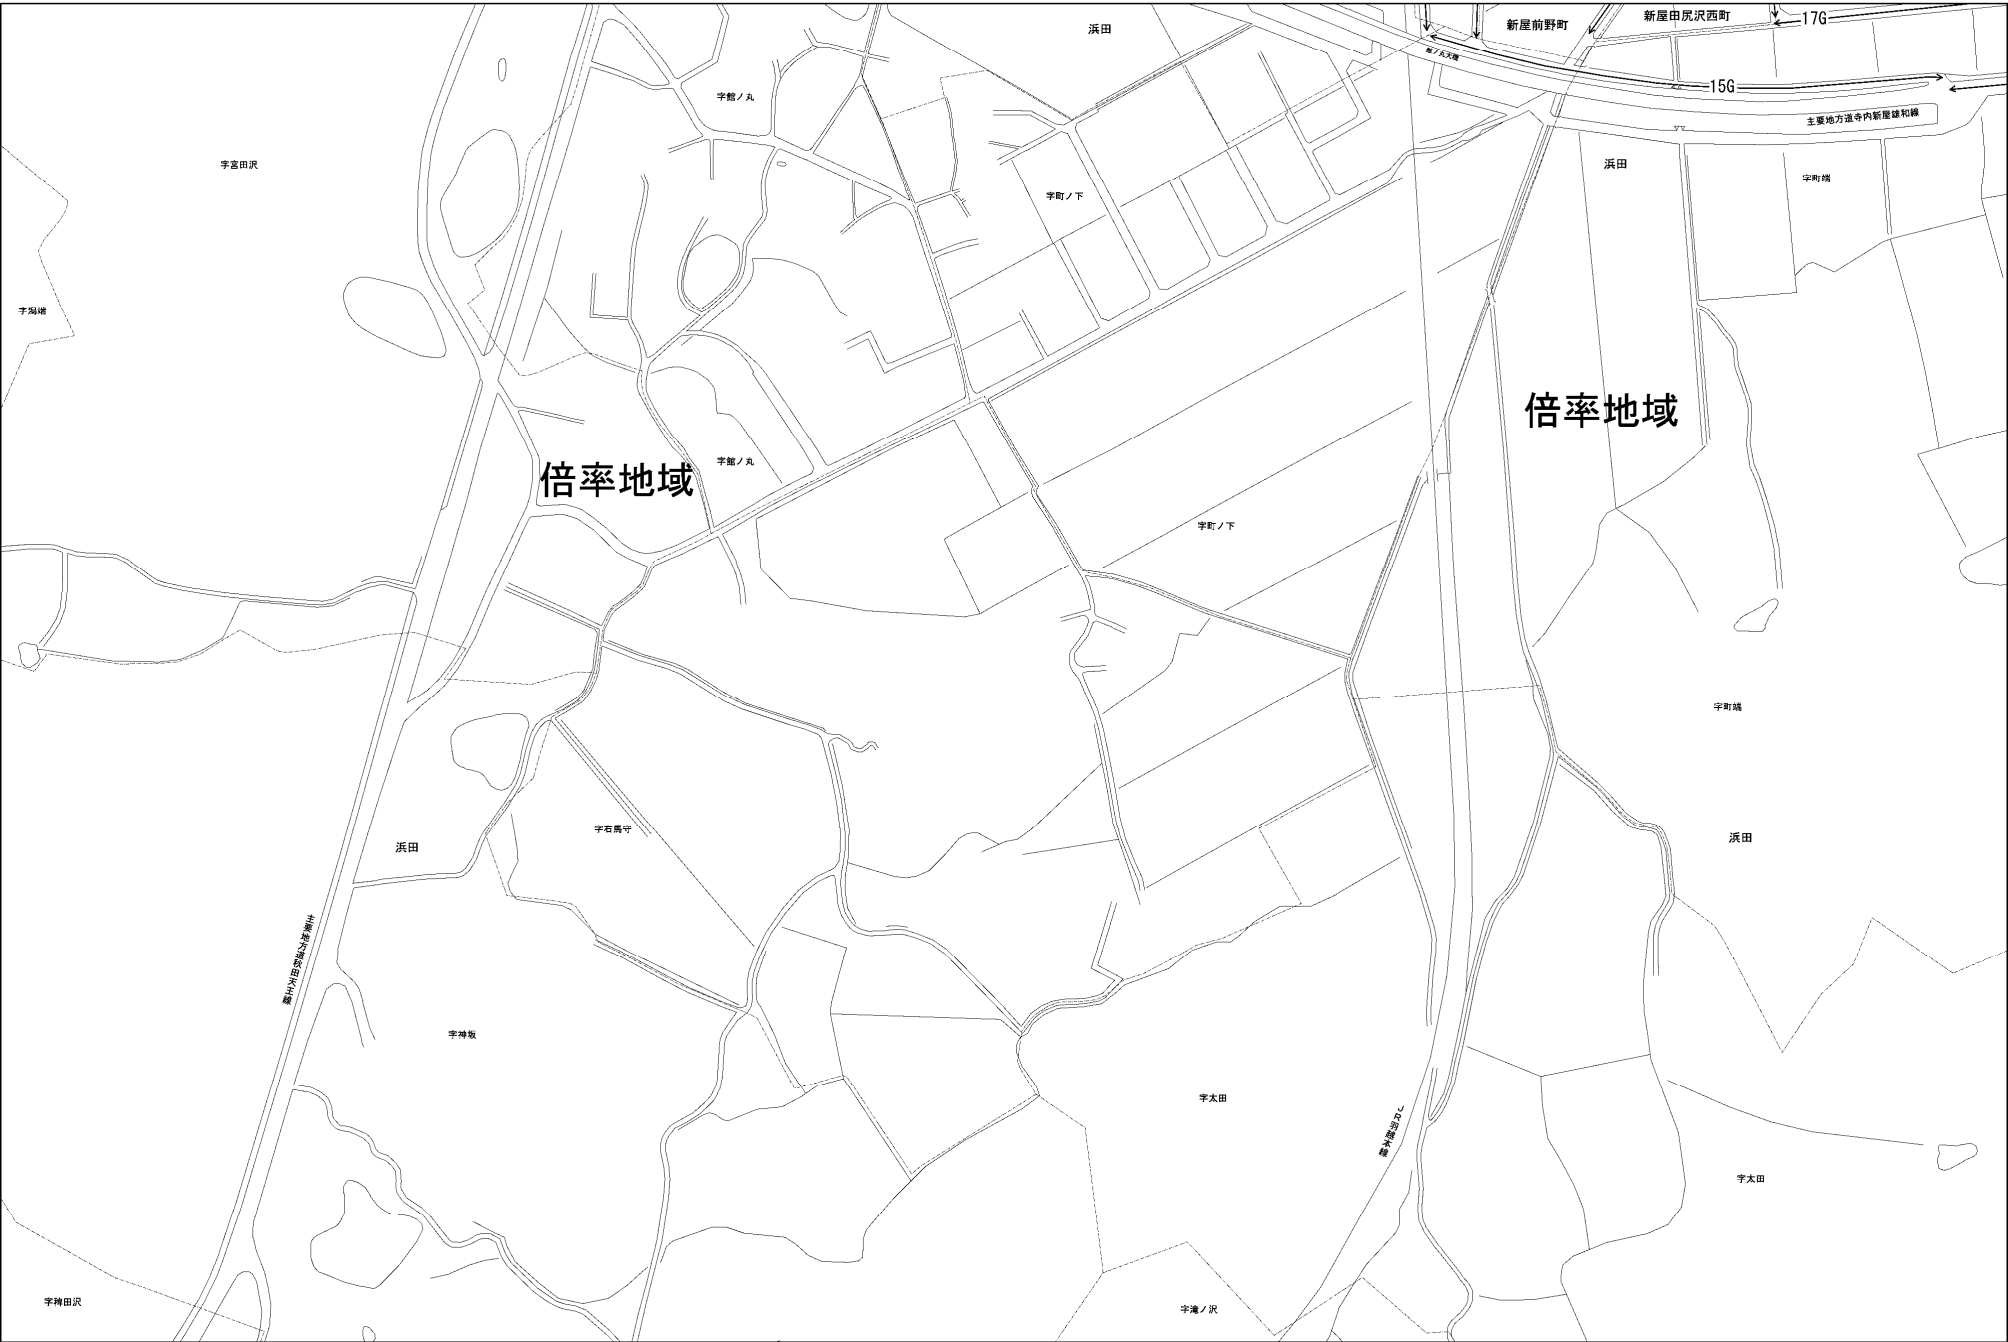 浜田
新屋前野町
新屋田尻沢西町
17G
15G
主要地方道寺内新屋雄和線
字館ノ丸
字宮田沢
浜田
字町端
字町ノ下
字潟端
倍率地域
倍率地域
字館ノ丸
字町ノ下
字町端
字石馬守
浜田
浜田
主要地方道秋田天王線
字神坂
字太田
JR羽越本線
字太田
字稗田沢
字滝ノ沢